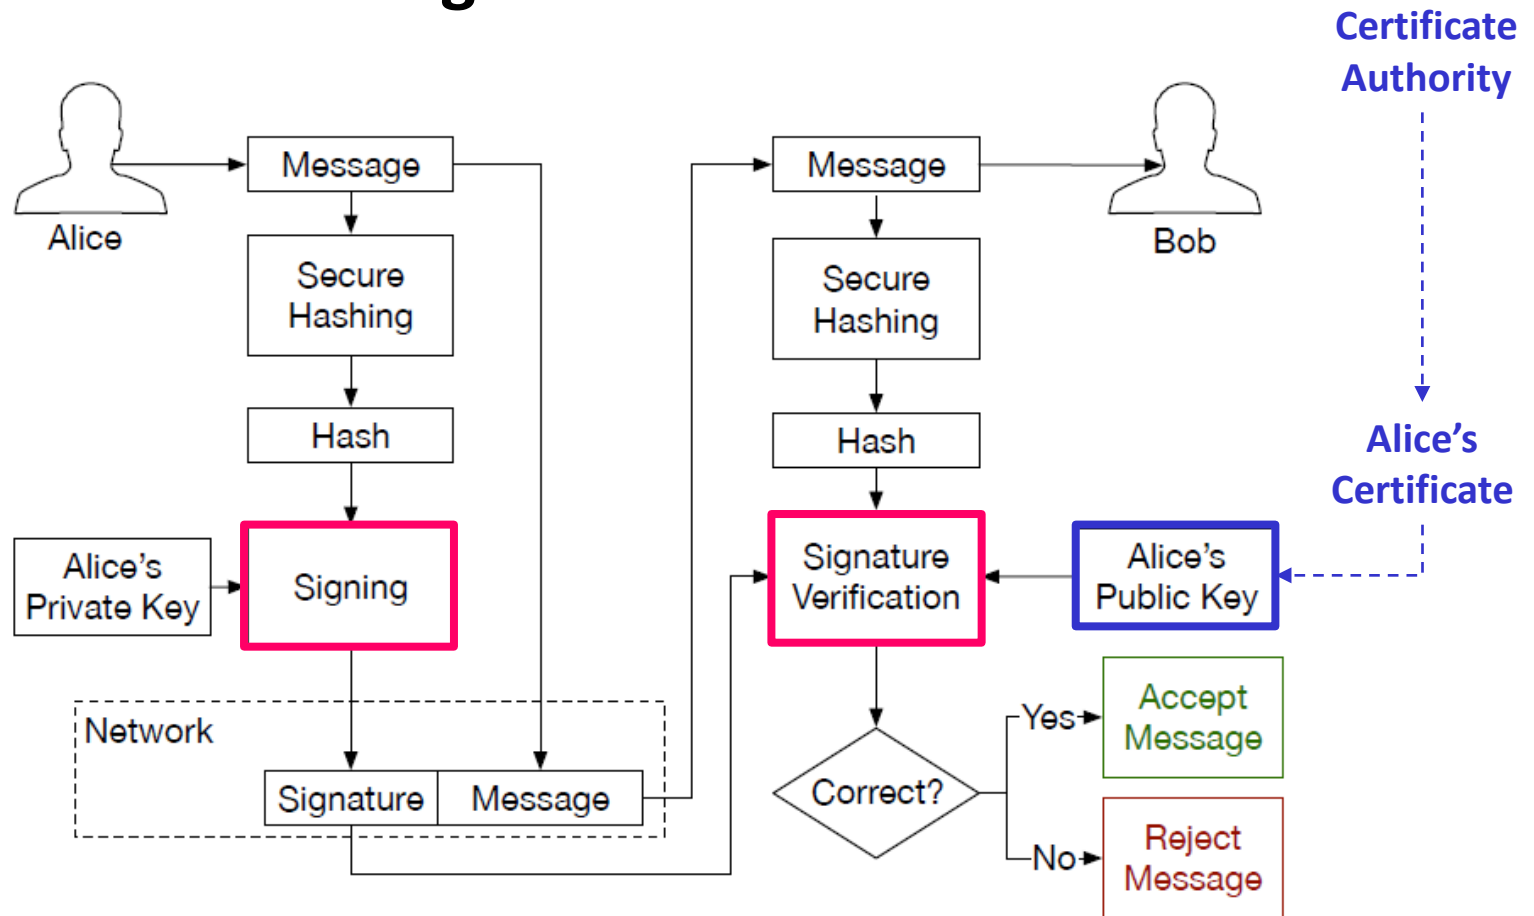 Certificate
Authority
Message
Message
Alice
Bob
Secure
Hashing
Secure
Hashing
Hash
Hash
Alice’s
Certificate
Alice’s
Private Key
Signing
Signature
Verification
Alice’s
Public Key
Network
Signature
Message
Correct?
Yes
Accept
Message
No
Reject
Message